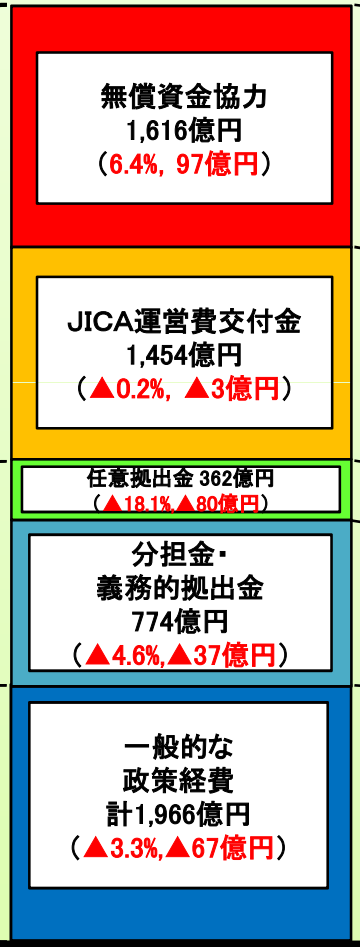 無償資金協力
1,616億円
（6.4%, 97億円）
JICA運営費交付金
1,454億円
（▲0.2%, ▲3億円）
任意拠出金 362億円
（▲18.1%,▲80億円）
分担金・
義務的拠出金
774億円
（▲4.6%,▲37億円）
一般的な
政策経費
計1,966億円
（▲3.3%,▲67億円）